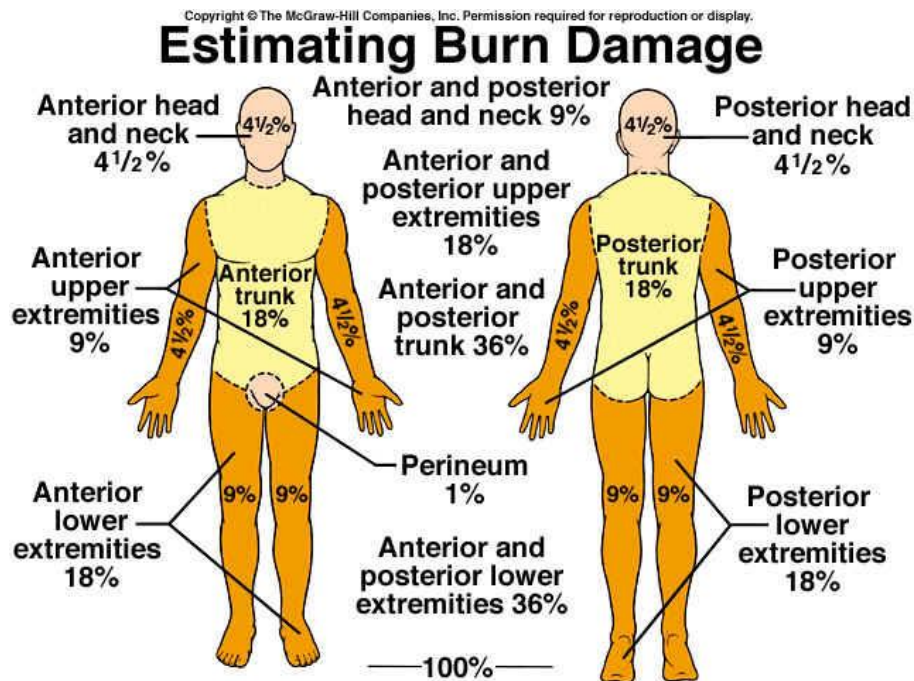 Copyright © The McGraw-Hill Companies, Inc. Permission required for reproduction or display.
Estimating Burn Damage
Anterior head
and neck
4 1/2%
4 1/2%
Anterior and posterior
head and neck 9%
4 1/2%
Posterior head
and neck
4 1/2%
Anterior and
posterior upper
extremities
18%
Anterior
upper
extremities
9%
Anterior
trunk
18%
4 1/2%
4 1/2%
Anterior and
posterior
trunk 36%
Posterior
trunk
18%
4 1/2%
4 1/2%
Posterior
upper
extremities
9%
Perineum
1%
Anterior
lower
extremities
18%
9%
9%
Anterior and
posterior lower
extremities 36%
9%
9%
Posterior
lower
extremities
18%
100%